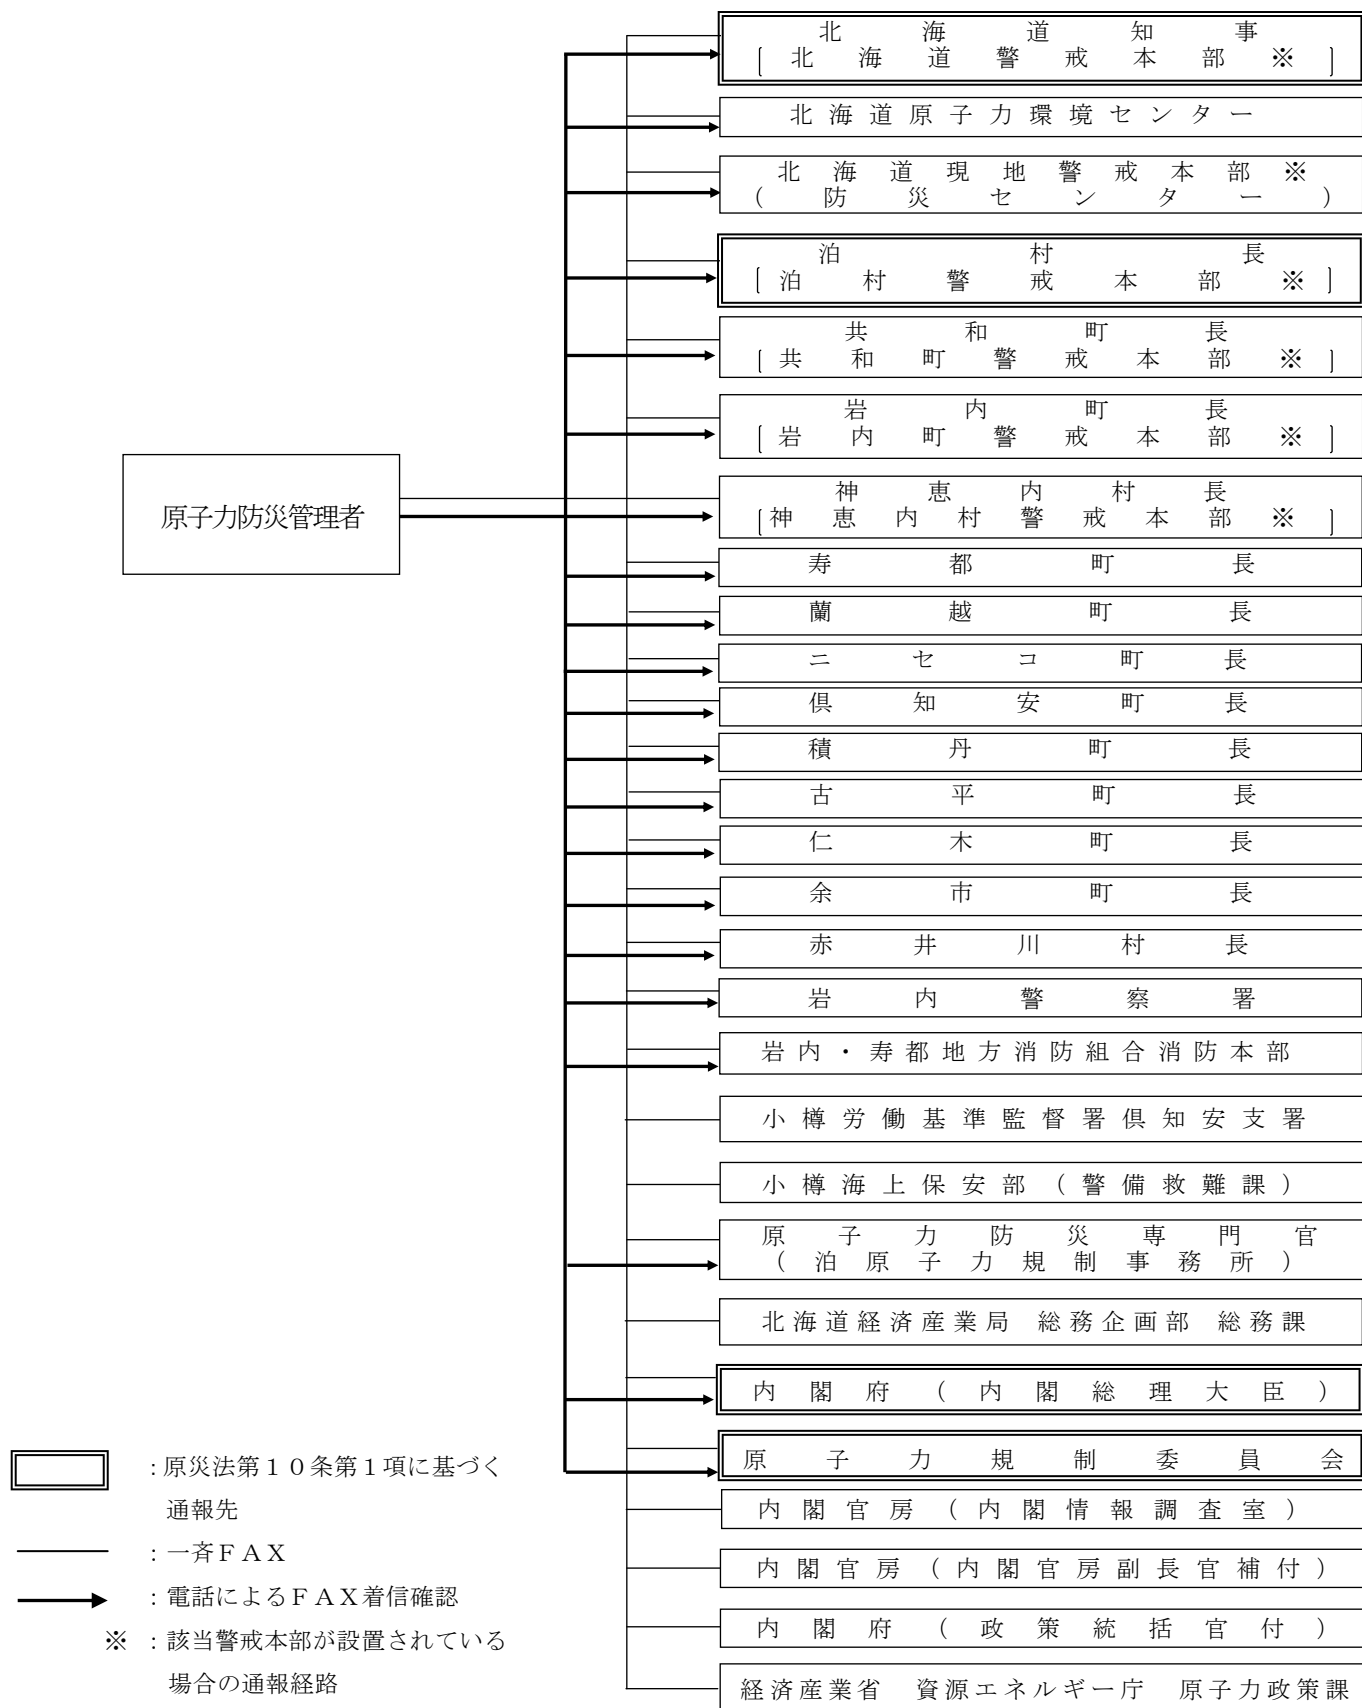 北海道知事
[北海道警戒本部※]
北海道原子力環境センター
北海道現地警戒本部※
(防災センター)
泊村長
[泊村警戒本部※]
共和町長
[共和町警戒本部※]
岩内町長
[岩内町警戒本部※]
神恵内村長
[神恵内村警戒本部※]
原子力防災管理者
寿都町長
蘭越町長
ニセコ町長
倶知安町長
積丹町長
古平町長
仁木町長
余市町長
赤井川村長
岩内警察署
岩内・寿都地方消防組合消防本部
小樽労働基準監督署倶知安支署
小樽海上保安部(警備救難課)
原子力防災専門官
(泊原子力規制事務所)
北海道経済産業局 総務企画部 総務課
内閣府(内閣総理大臣)
原子力規制委員会
内閣官房(内閣情報調査室)
内閣官房(内閣官房副長官補付)
内閣府(政策統括官付)
経済産業省 資源エネルギー庁 原子力政策課
:原災法第10条第1項に基づく
通報先
:一斉FAX
:電話によるFAX着信確認
※ :該当警戒本部が設置されている
場合の通報経路